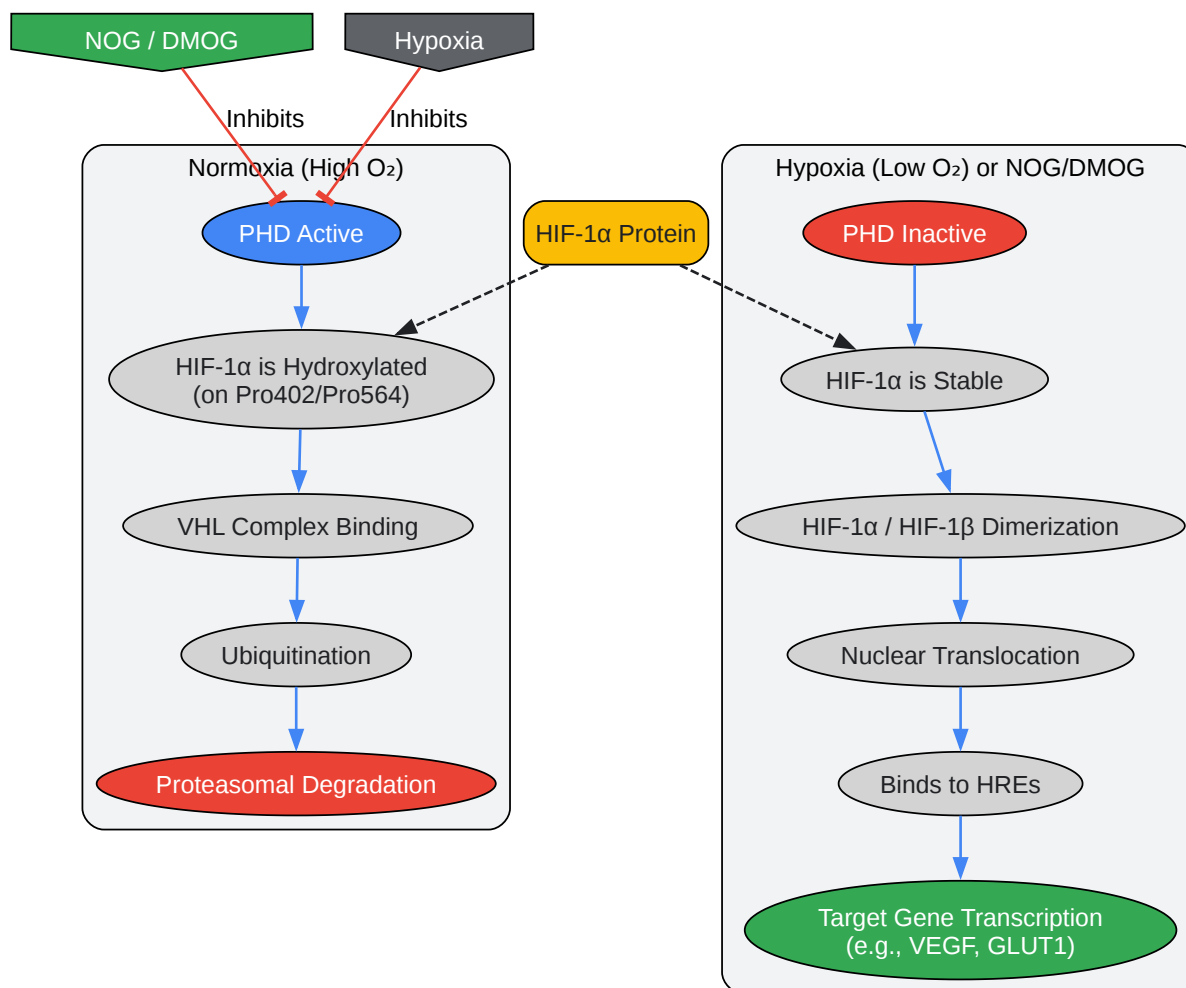 NOG / DMOG
Hypoxia
Inhibits
Inhibits
Normoxia (High O₂)
PHD Active
HIF-1α is Hydroxylated
(on Pro402/Pro564)
VHL Complex Binding
Ubiquitination
Proteasomal Degradation
HIF-1α Protein
Hypoxia (Low O₂) or NOG/DMOG
PHD Inactive
HIF-1α is Stable
HIF-1α / HIF-1β Dimerization
Nuclear Translocation
Binds to HREs
Target Gene Transcription
(e.g., VEGF, GLUT1)